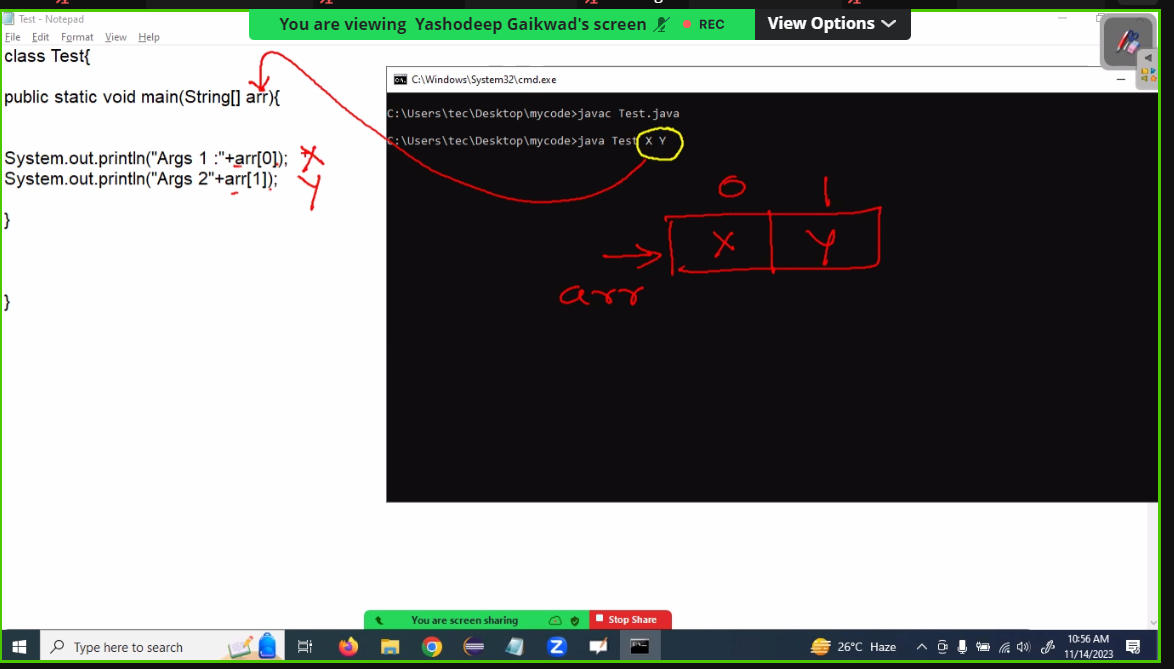 Test - Notepad
You are viewing Yashodeep Gaikwad's screen
REC
View Options
File Edit Format View Help
class Test{
public static void main(String[] arr){
System.out.println("Args 1 :"+arr[0]); X
System.out.println("Args 2"+arr[1]); Y
}
}
C:\Windows\System32\cmd.exe
C:\Users\tec\Desktop\mycode>javac Test.java
C:\Users\tec\Desktop\mycode>java Test X Y
0 1
X Y
arr
You are screen sharing
Stop Share
Type here to search
26°C Haze
10:56 AM
11/14/2023